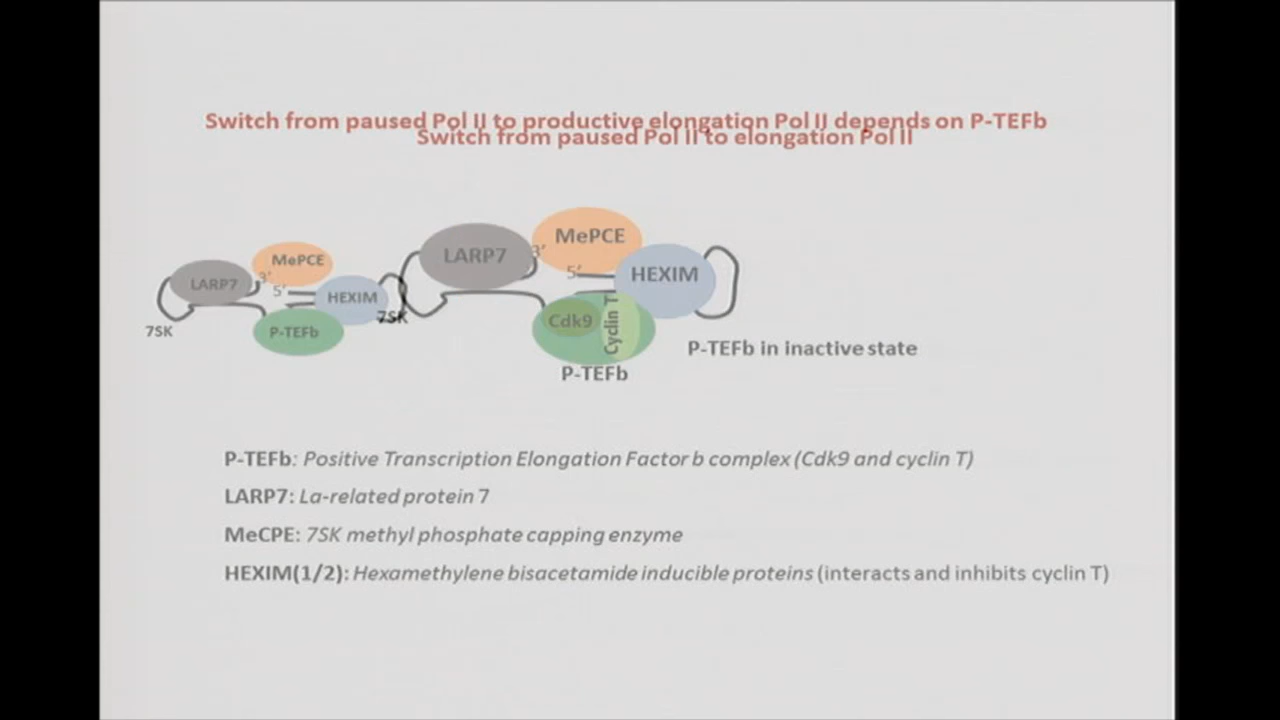 Switch from paused Pol II to productive elongation Pol II depends on P-TEFb
Switch from paused Pol II to elongation Pol II
LARP7
MePCE
3'
5'
HEXIM
7SK
P-TEFb
LARP7
3'
MePCE
5'
HEXIM
7SK
Cdk9
Cyclin T
P-TEFb
P-TEFb in inactive state
P-TEFb: Positive Transcription Elongation Factor b complex (Cdk9 and cyclin T)
LARP7: La-related protein 7
MeCPE: 7SK methyl phosphate capping enzyme
HEXIM(1/2): Hexamethylene bisacetamide inducible proteins (interacts and inhibits cyclin T)